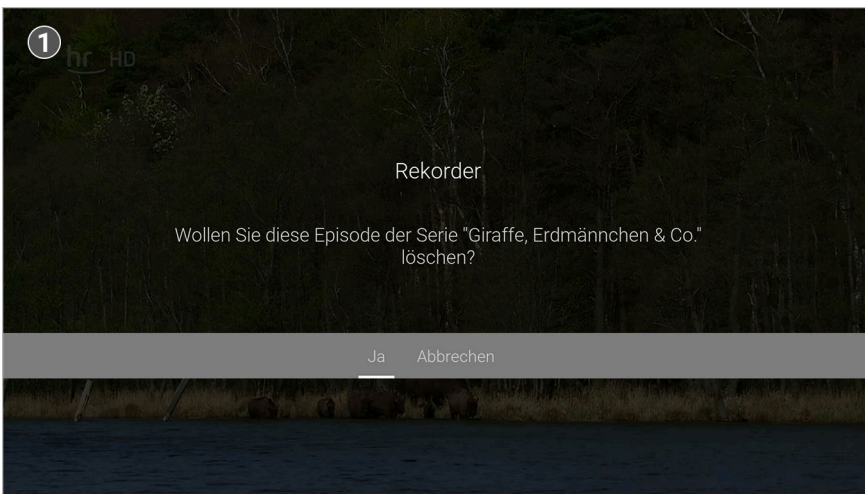 1
hr HD
Rekorder
Wollen Sie diese Episode der Serie "Giraffe, Erdmännchen & Co."
löschen?
Ja Abbrechen